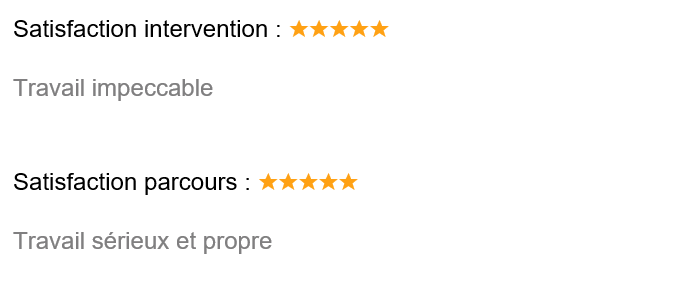 Satisfaction intervention : ★★★★★
Travail impeccable
Satisfaction parcours : ★★★★★
Travail sérieux et propre